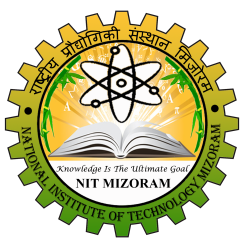 राष्ट्रीय प्रौद्योगिकी संस्थान मिजोरम
Knowledge Is The Ultimate Goal
NIT MIZORAM
NATIONAL INSTITUTE OF TECHNOLOGY MIZORAM